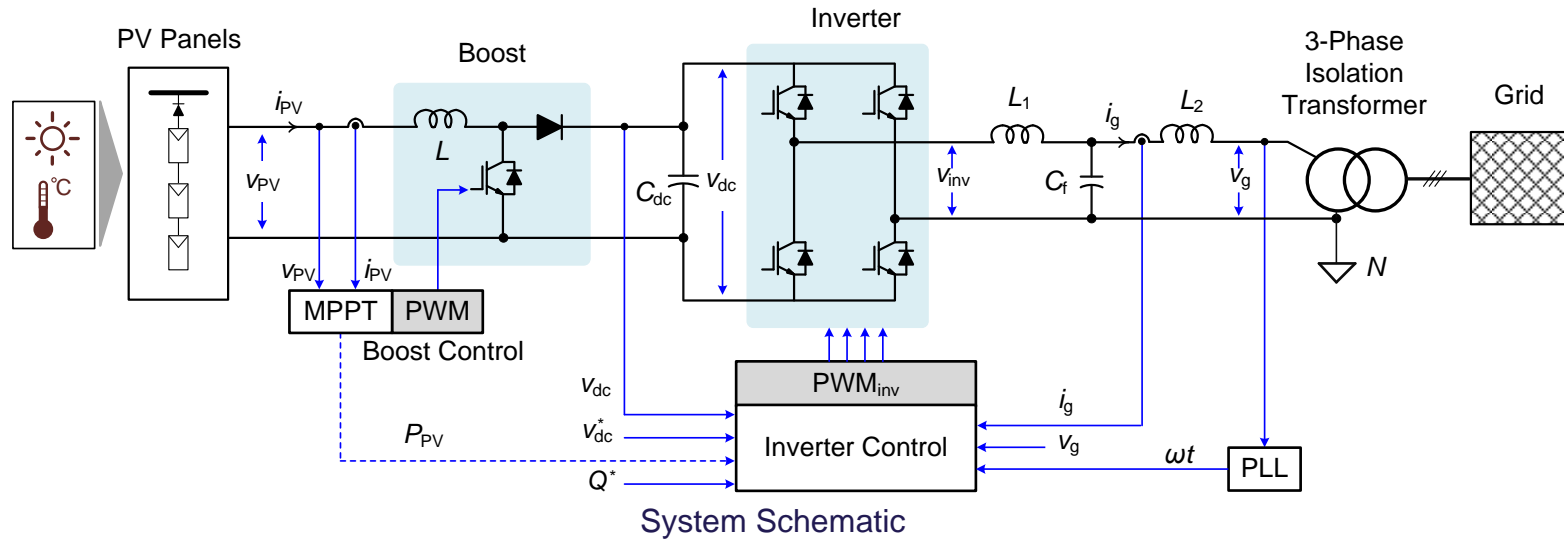 PV Panels
Boost
Inverter
3-Phase
Isolation
Transformer
Grid
°C
iPV
vPV
L
Cdc
vdc
vinv
L1
Cf
ig
L2
vg
N
vPV
iPV
MPPT
PWM
Boost Control
vdc
v*dc
PPV
Q*
PWMinv
Inverter Control
ig
vg
ωt
PLL
System Schematic